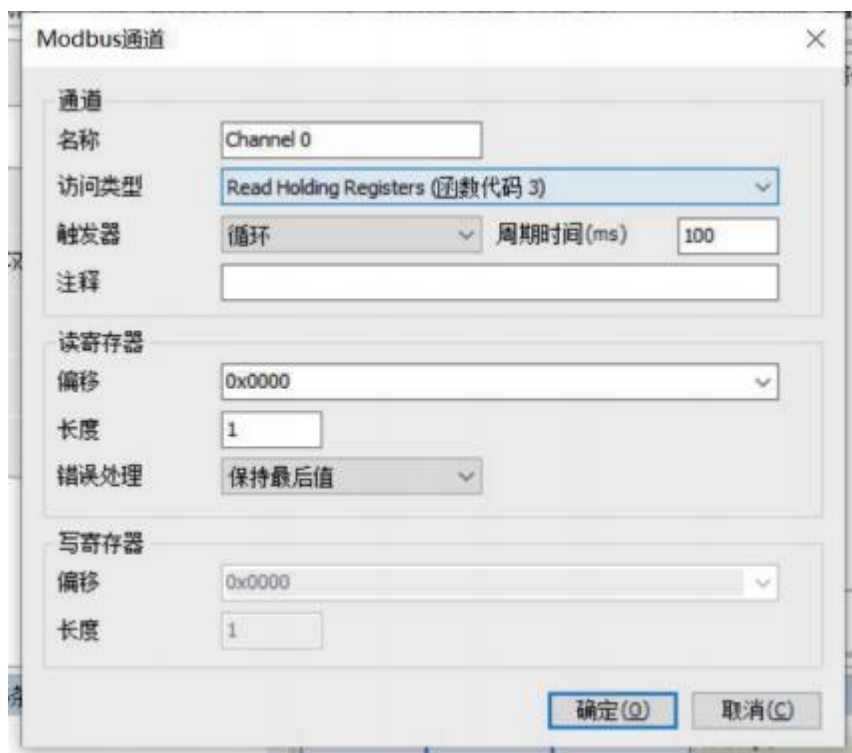 Modbus通道
通道
名称 Channel 0
访问类型 Read Holding Registers (函数代码 3)
触发器 循环 周期时间(ms) 100
注释
读寄存器
偏移 0x0000
长度 1
错误处理 保持最后值
写寄存器
偏移 0x0000
长度 1
确定(O) 取消(C)